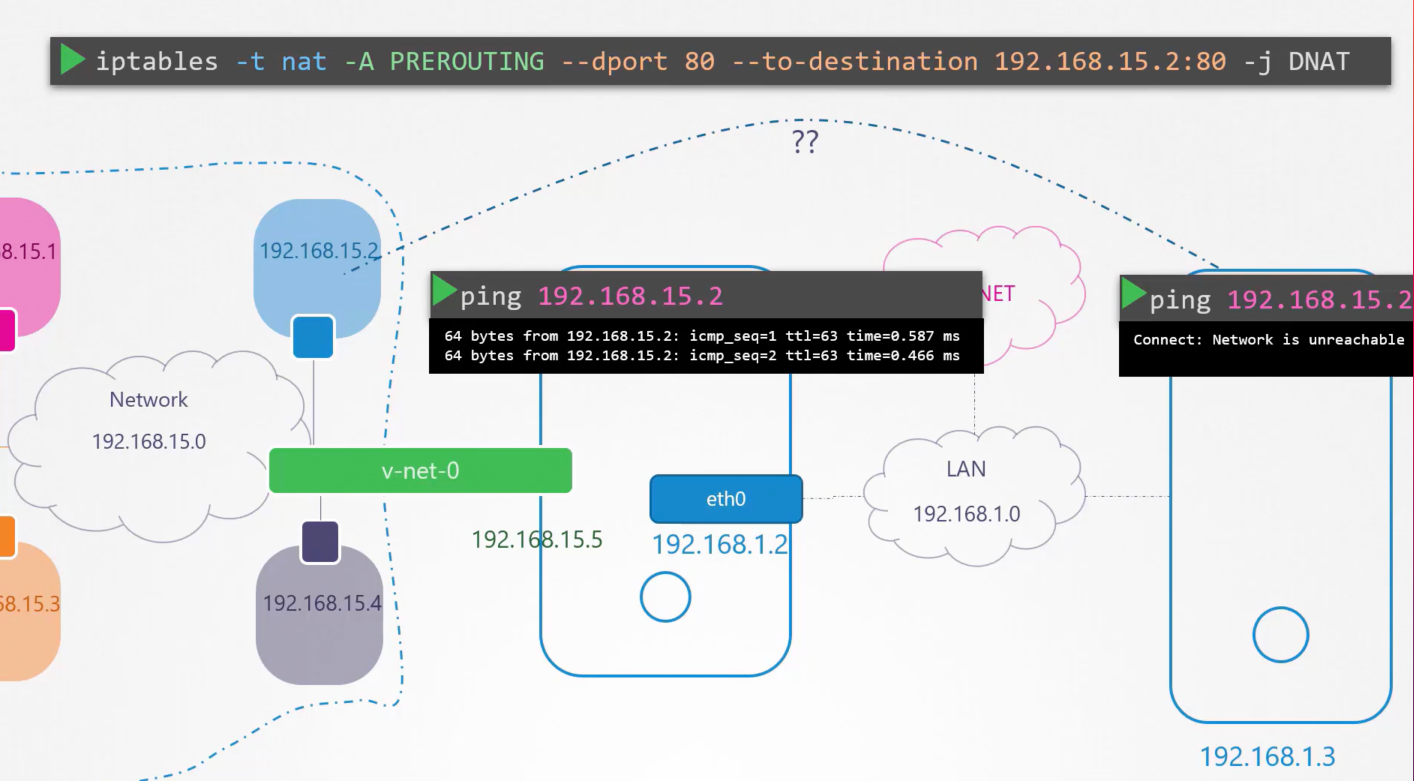 iptables -t nat -A PREROUTING --dport 80 --to-destination 192.168.15.2:80 -j DNAT
??
8.15.1
192.168.15.2
ping 192.168.15.2
64 bytes from 192.168.15.2: icmp_seq=1 ttl=63 time=0.587 ms
64 bytes from 192.168.15.2: icmp_seq=2 ttl=63 time=0.466 ms
NET
ping 192.168.15.2
Connect: Network is unreachable
Network
192.168.15.0
v-net-0
192.168.15.5
eth0
192.168.1.2
LAN
192.168.1.0
68.15.3
192.168.15.4
192.168.1.3